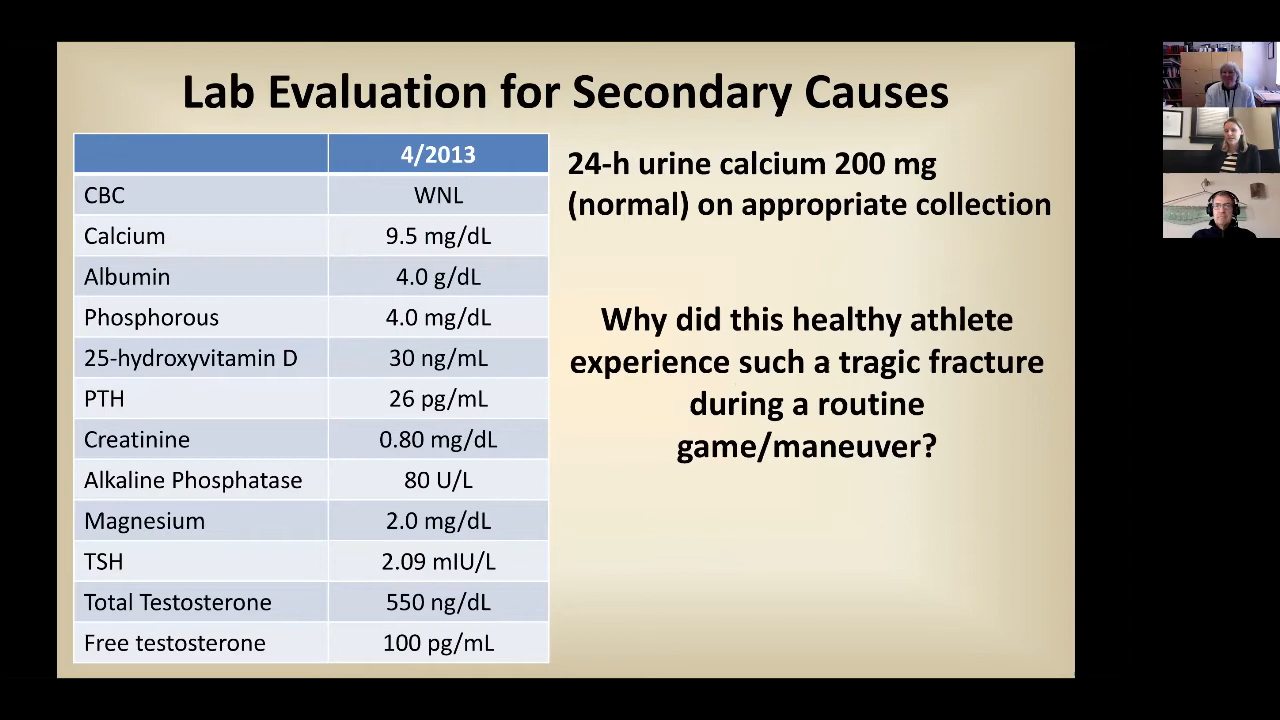 Lab Evaluation for Secondary Causes
4/2013
CBC WNL
Calcium 9.5 mg/dL
Albumin 4.0 g/dL
Phosphorous 4.0 mg/dL
25-hydroxyvitamin D 30 ng/mL
PTH 26 pg/mL
Creatinine 0.80 mg/dL
Alkaline Phosphatase 80 U/L
Magnesium 2.0 mg/dL
TSH 2.09 mIU/L
Total Testosterone 550 ng/dL
Free testosterone 100 pg/mL
24-h urine calcium 200 mg
(normal) on appropriate collection
Why did this healthy athlete
experience such a tragic fracture
during a routine
game/maneuver?